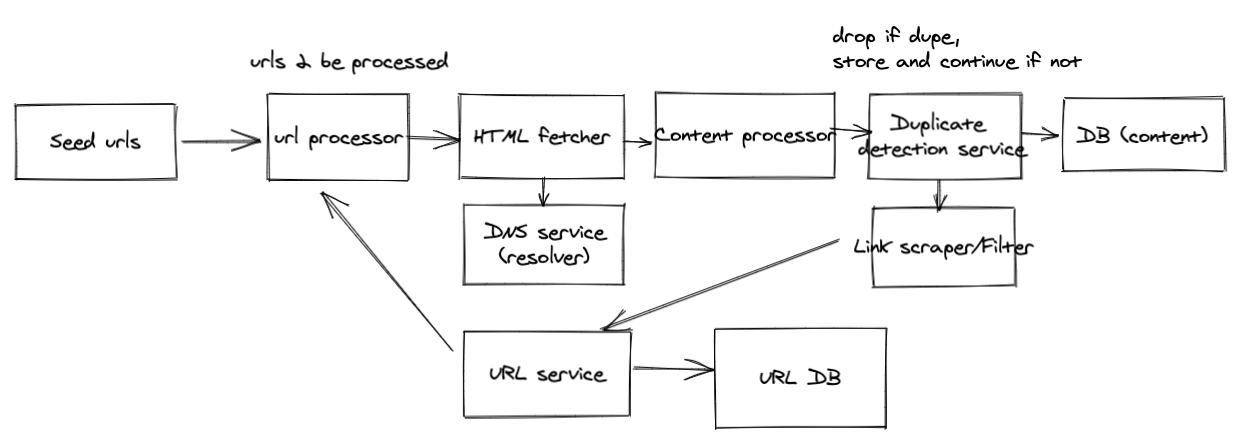 drop if dupe,
store and continue if not
urls 2 be processed
Seed urls
url processor
HTML fetcher
Content processor
Duplicate
detection service
DB (content)
DNS service
(resolver)
Link scraper/Filter
URL service
URL DB